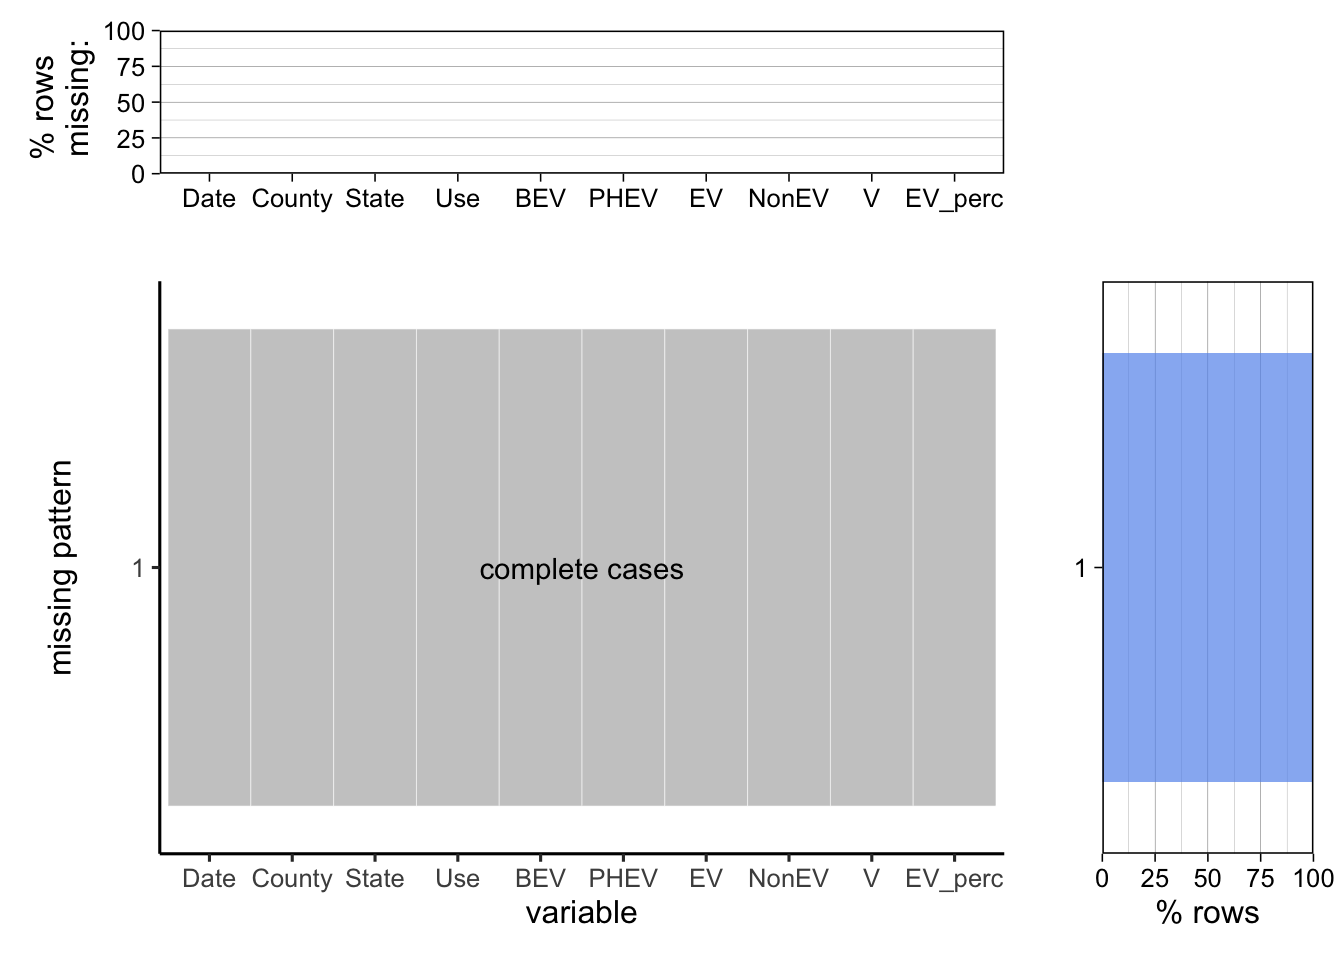 % rows
missing:
100
75
50
25
0
Date County State Use BEV PHEV EV NonEV V EV_perc
missing pattern
1
complete cases
Date County State Use BEV PHEV EV NonEV V EV_perc
variable
1
0 25 50 75 100
% rows